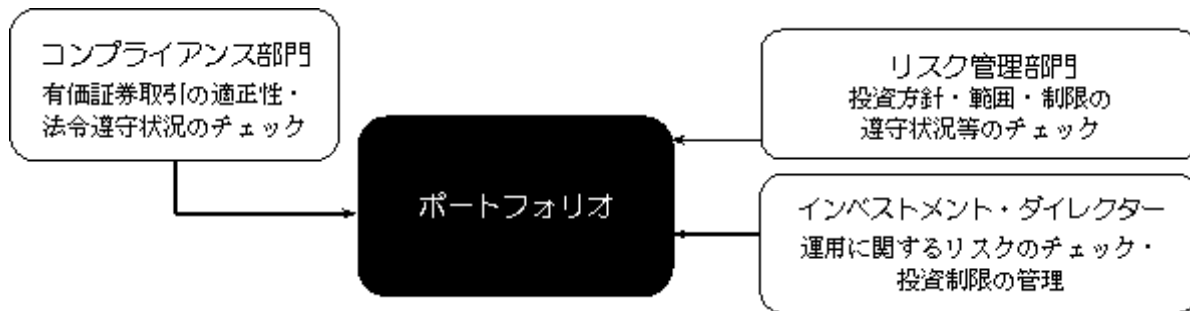 コンプライアンス部門
有価証券取引の適正性・
法令遵守状況のチェック
リスク管理部門
投資方針・範囲・制限の
遵守状況等のチェック
ポートフォリオ
インベストメント・ダイレクター
運用に関するリスクのチェック・
投資制限の管理